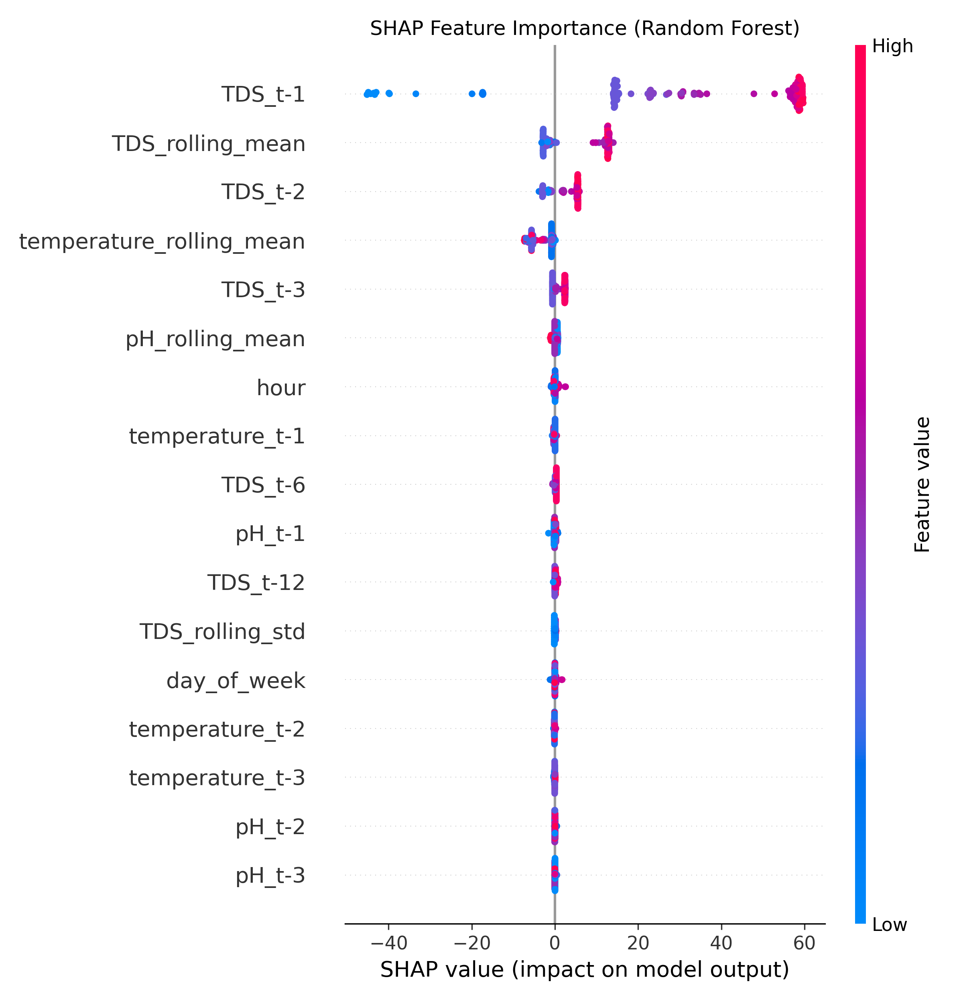 SHAP Feature Importance (Random Forest)
High
TDS_t-1
TDS_rolling_mean
TDS_t-2
temperature_rolling_mean
TDS_t-3
pH_rolling_mean
hour
temperature_t-1
TDS_t-6
pH_t-1
TDS_t-12
TDS_rolling_std
day_of_week
temperature_t-2
temperature_t-3
pH_t-2
pH_t-3
Feature value
Low
−40 −20 0 20 40 60
SHAP value (impact on model output)